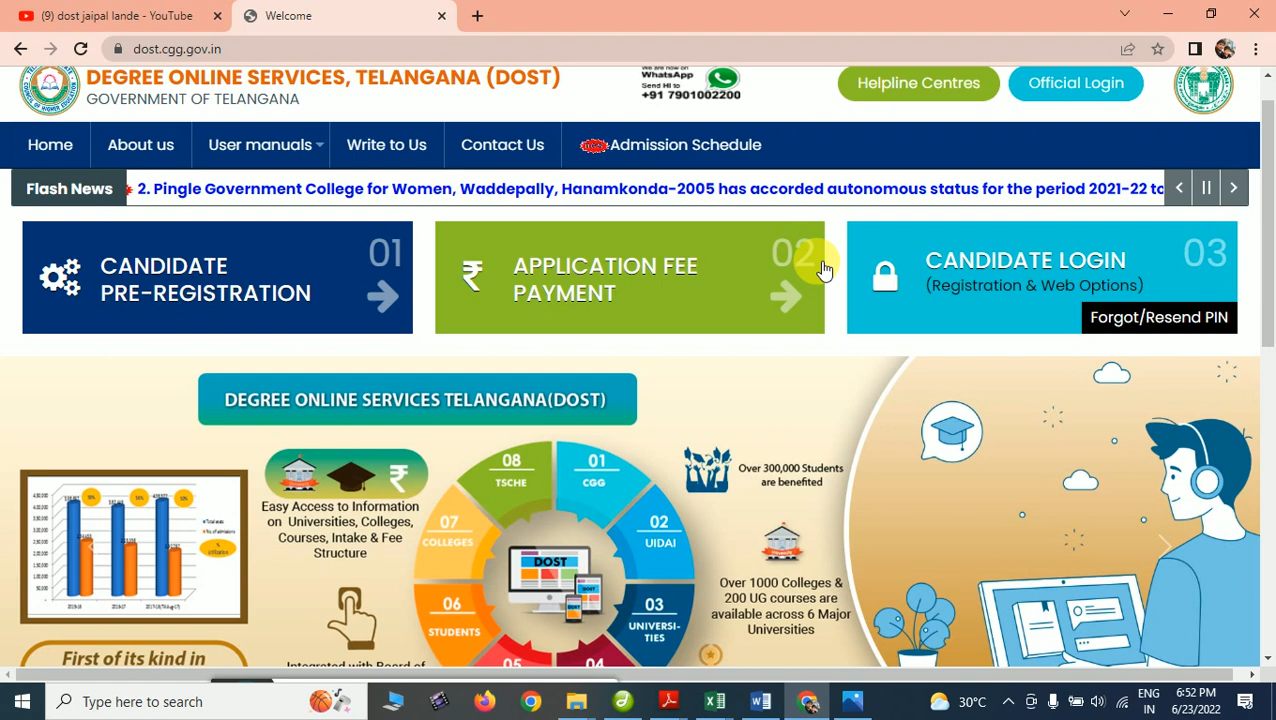 (9) dost jaipal lande - YouTube
Welcome
dost.cgg.gov.in
DEGREE ONLINE SERVICES, TELANGANA (DOST)
GOVERNMENT OF TELANGANA
We are now on
WhatsApp
Send HI to
+91 7901002200
Helpline Centres
Official Login
Home
About us
User manuals
Write to Us
Contact Us
Admission Schedule
Flash News
2. Pingle Government College for Women, Waddepally, Hanamkonda-2005 has accorded autonomous status for the period 2021-22 to
CANDIDATE
PRE-REGISTRATION
01
APPLICATION FEE
PAYMENT
02
CANDIDATE LOGIN
(Registration & Web Options)
03
Forgot/Resend PIN
DEGREE ONLINE SERVICES TELANGANA(DOST)
Easy Access to Information
on Universities, Colleges,
Courses, Intake & Fee
Structure
Integrated with Board of
First of its kind in
08
TSCHE
01
CGG
07
COLLEGES
02
UIDAI
06
STUDENTS
03
UNIVERSI-
TIES
05
04
DOST
Over 300,000 Students
are benefited
Over 1000 Colleges &
200 UG courses are
available across 6 Major
Universities
Type here to search
30°C
ENG
IN
6:52 PM
6/23/2022